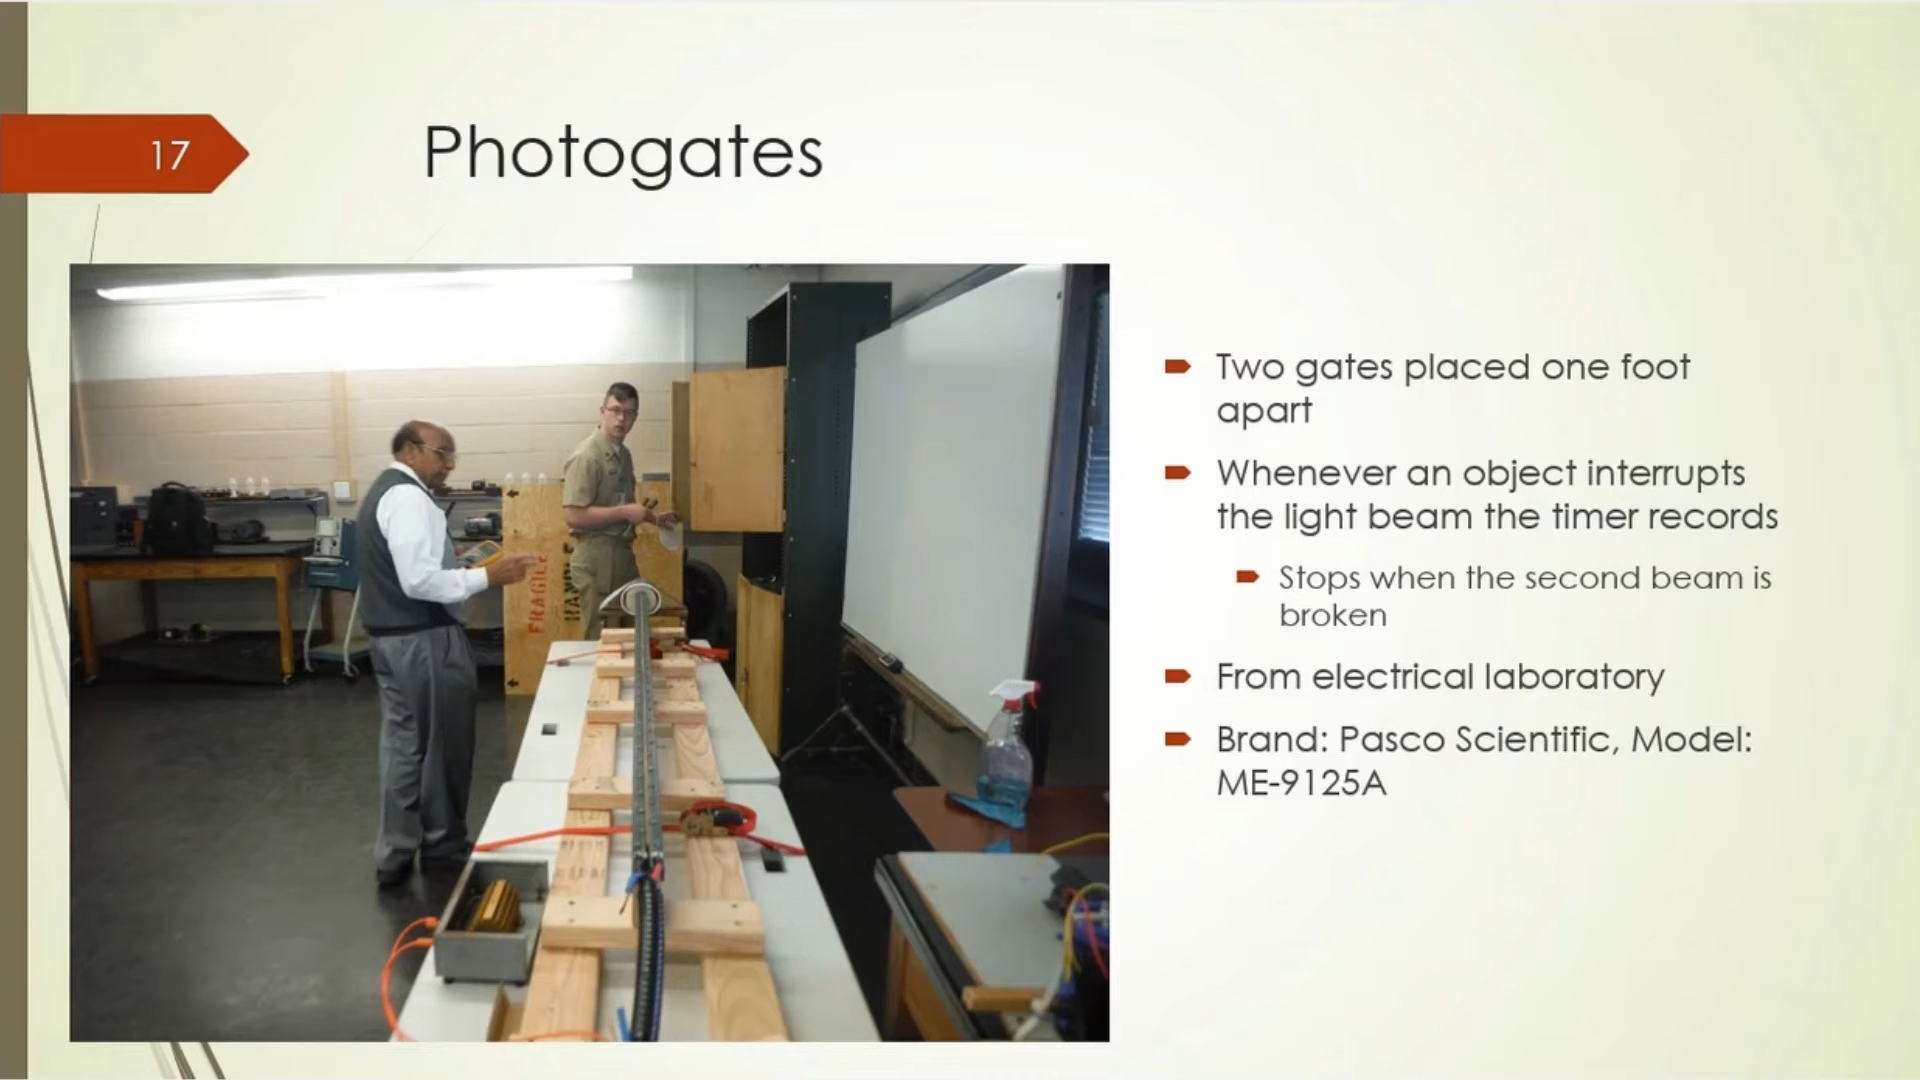 17
Photogates
Two gates placed one foot
apart
Whenever an object interrupts
the light beam the timer records
Stops when the second beam is
broken
From electrical laboratory
Brand: Pasco Scientific, Model:
ME-9125A
FRAGILE